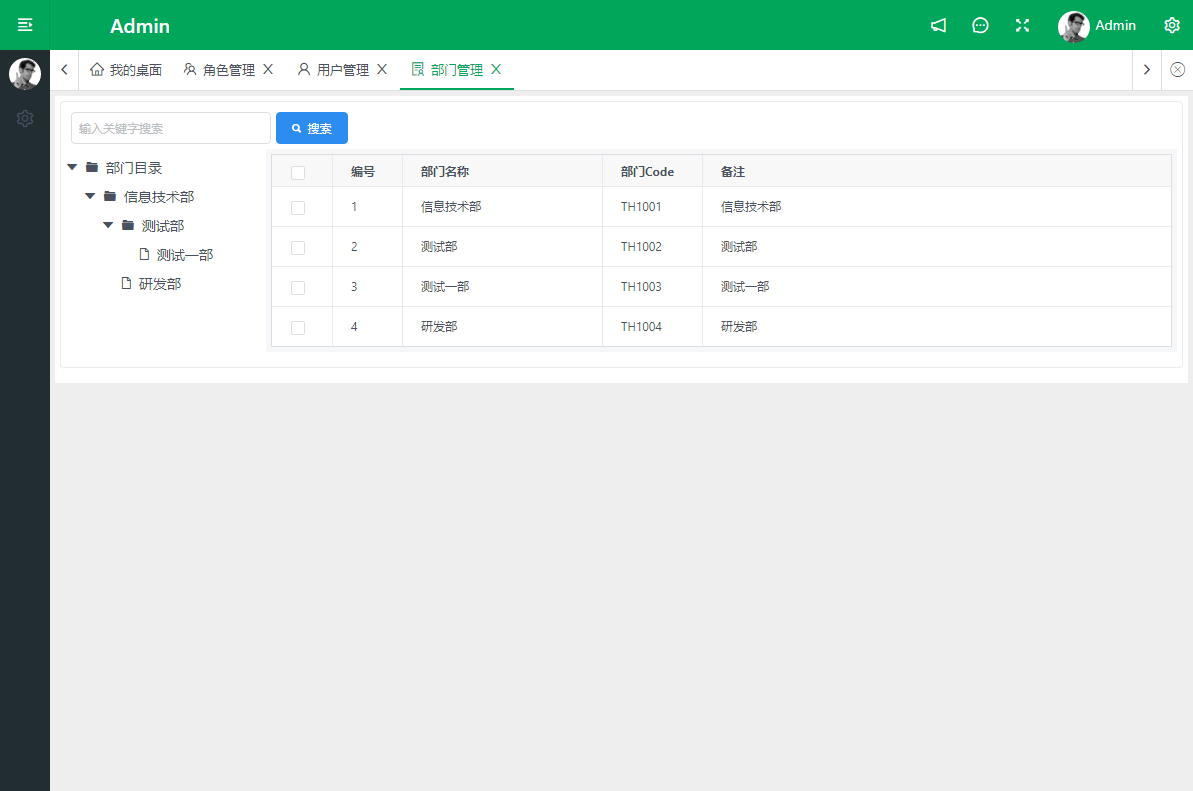 Admin
Admin
我的桌面 角色管理 用户管理 部门管理
输入关键字搜索 搜索
部门目录
信息技术部
测试部
测试一部
研发部
编号 部门名称 部门Code 备注
1 信息技术部 TH1001 信息技术部
2 测试部 TH1002 测试部
3 测试一部 TH1003 测试一部
4 研发部 TH1004 研发部